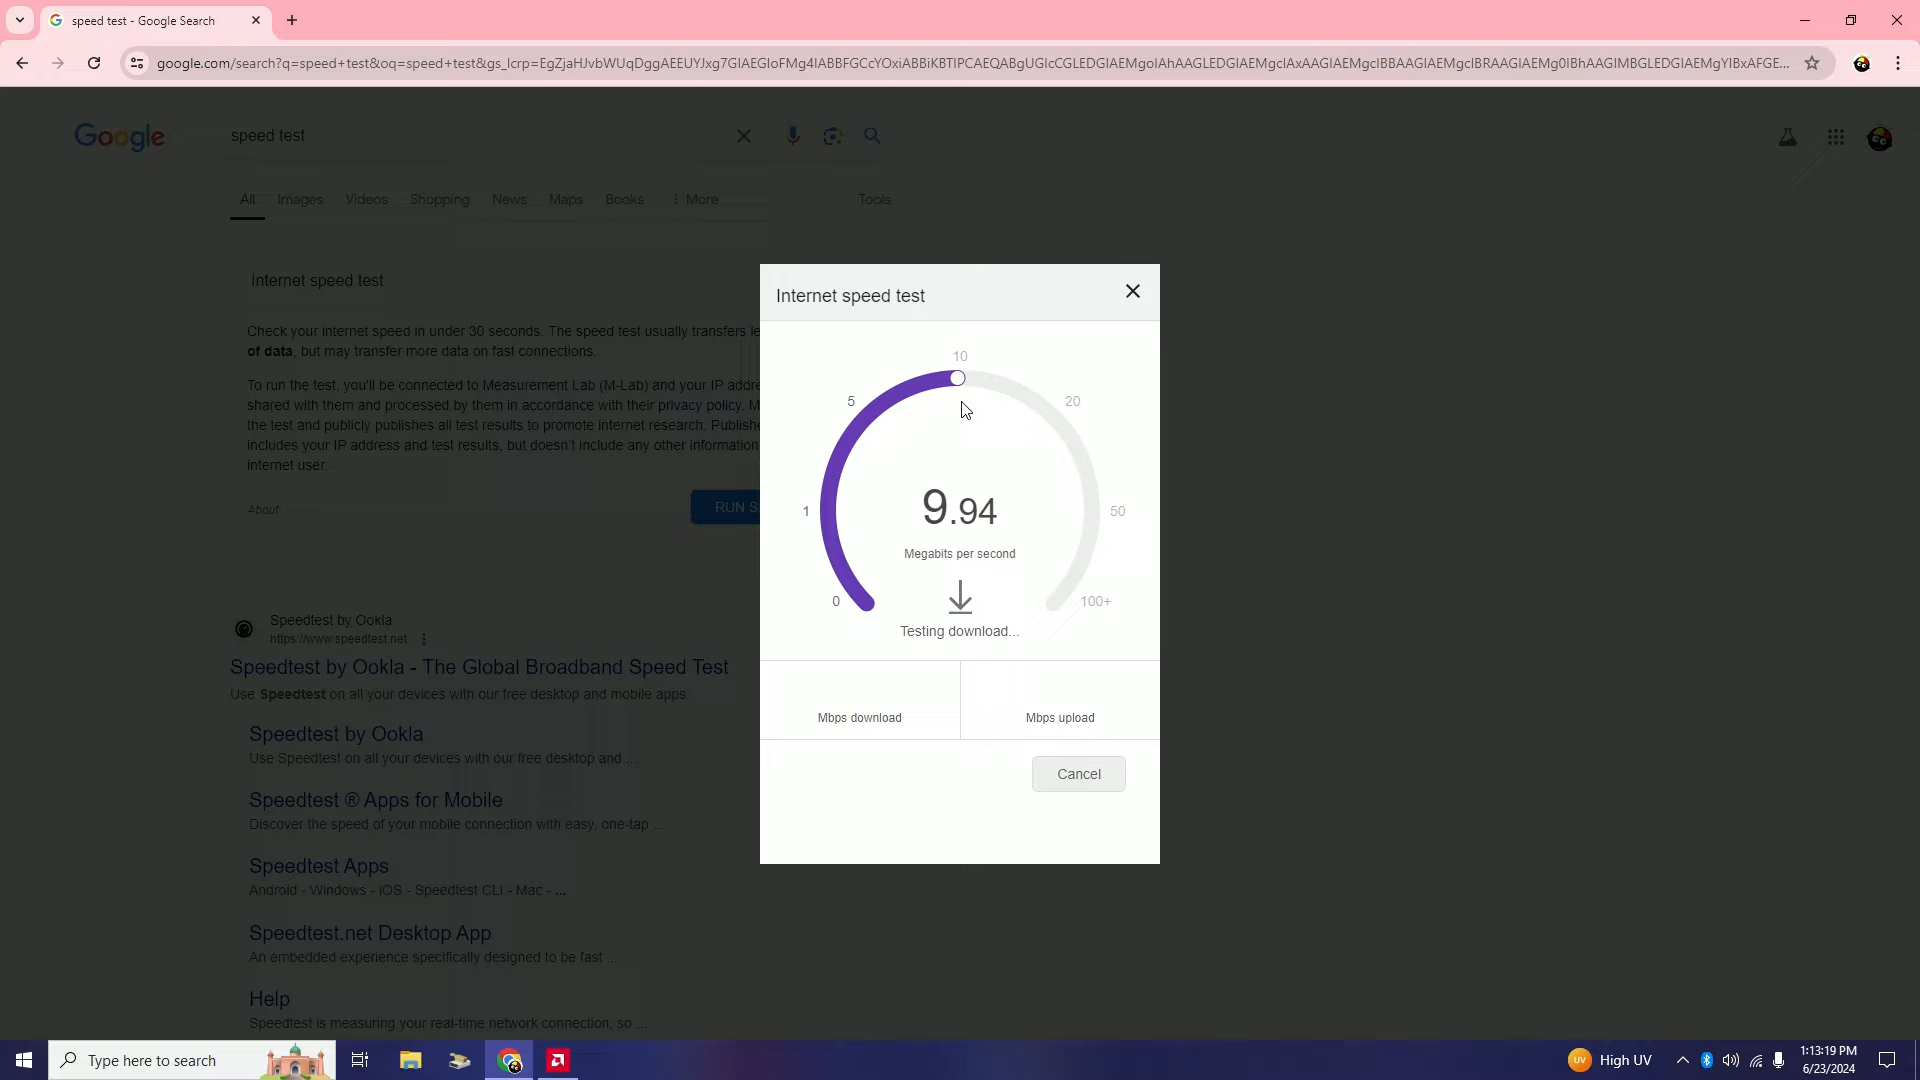 speed test - Google Search
google.com/search?q=speed+test&oq=speed+test&gs_lcrp=EgZjaHJvbWUqDggAEEUYJxg7GIAEGIoFMg4IABBFGCcYOxiABBiKBTIPCAEQABgUGIcCGLEDGIAEMgoIAhAAGLEDGIAEMgcIAxAAGIAEMgcIBBAAGIAEMgcIBRAAGIAEMg0IBhAAGIMBGLEDGIAEMgYIBxAFGE...
Google
speed test
All Images Videos Shopping News Maps Books More Tools
Internet speed test
Check your internet speed in under 30 seconds. The speed test usually transfers
of data, but may transfer more data on fast connections.
To run the test, you'll be connected to Measurement Lab (M-Lab) and your IP
shared with them and processed by them in accordance with their privacy policy.
the test and publicly publishes all test results to promote internet research.
includes your IP address and test results, but doesn't include any other information
internet user.
About
RUN S
Speedtest by Ookla
https://www.speedtest.net
Speedtest by Ookla - The Global Broadband Speed Test
Use Speedtest on all your devices with our free desktop and mobile apps.
Speedtest by Ookla
Use Speedtest on all your devices with our free desktop and ...
Speedtest ® Apps for Mobile
Discover the speed of your mobile connection with easy, one-tap ...
Speedtest Apps
Android - Windows - iOS - Speedtest CLI - Mac - ...
Speedtest.net Desktop App
An embedded experience specifically designed to be fast ...
Help
Speedtest is measuring your real-time network connection, so ...
Internet speed test
0
1
5
10
20
50
100+
9.94
Megabits per second
Testing download...
Mbps download
Mbps upload
Cancel
Type here to search
UV
High UV
1:13:19 PM
6/23/2024